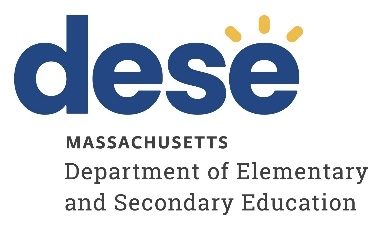 dese
MASSACHUSETTS
Department of Elementary
and Secondary Education